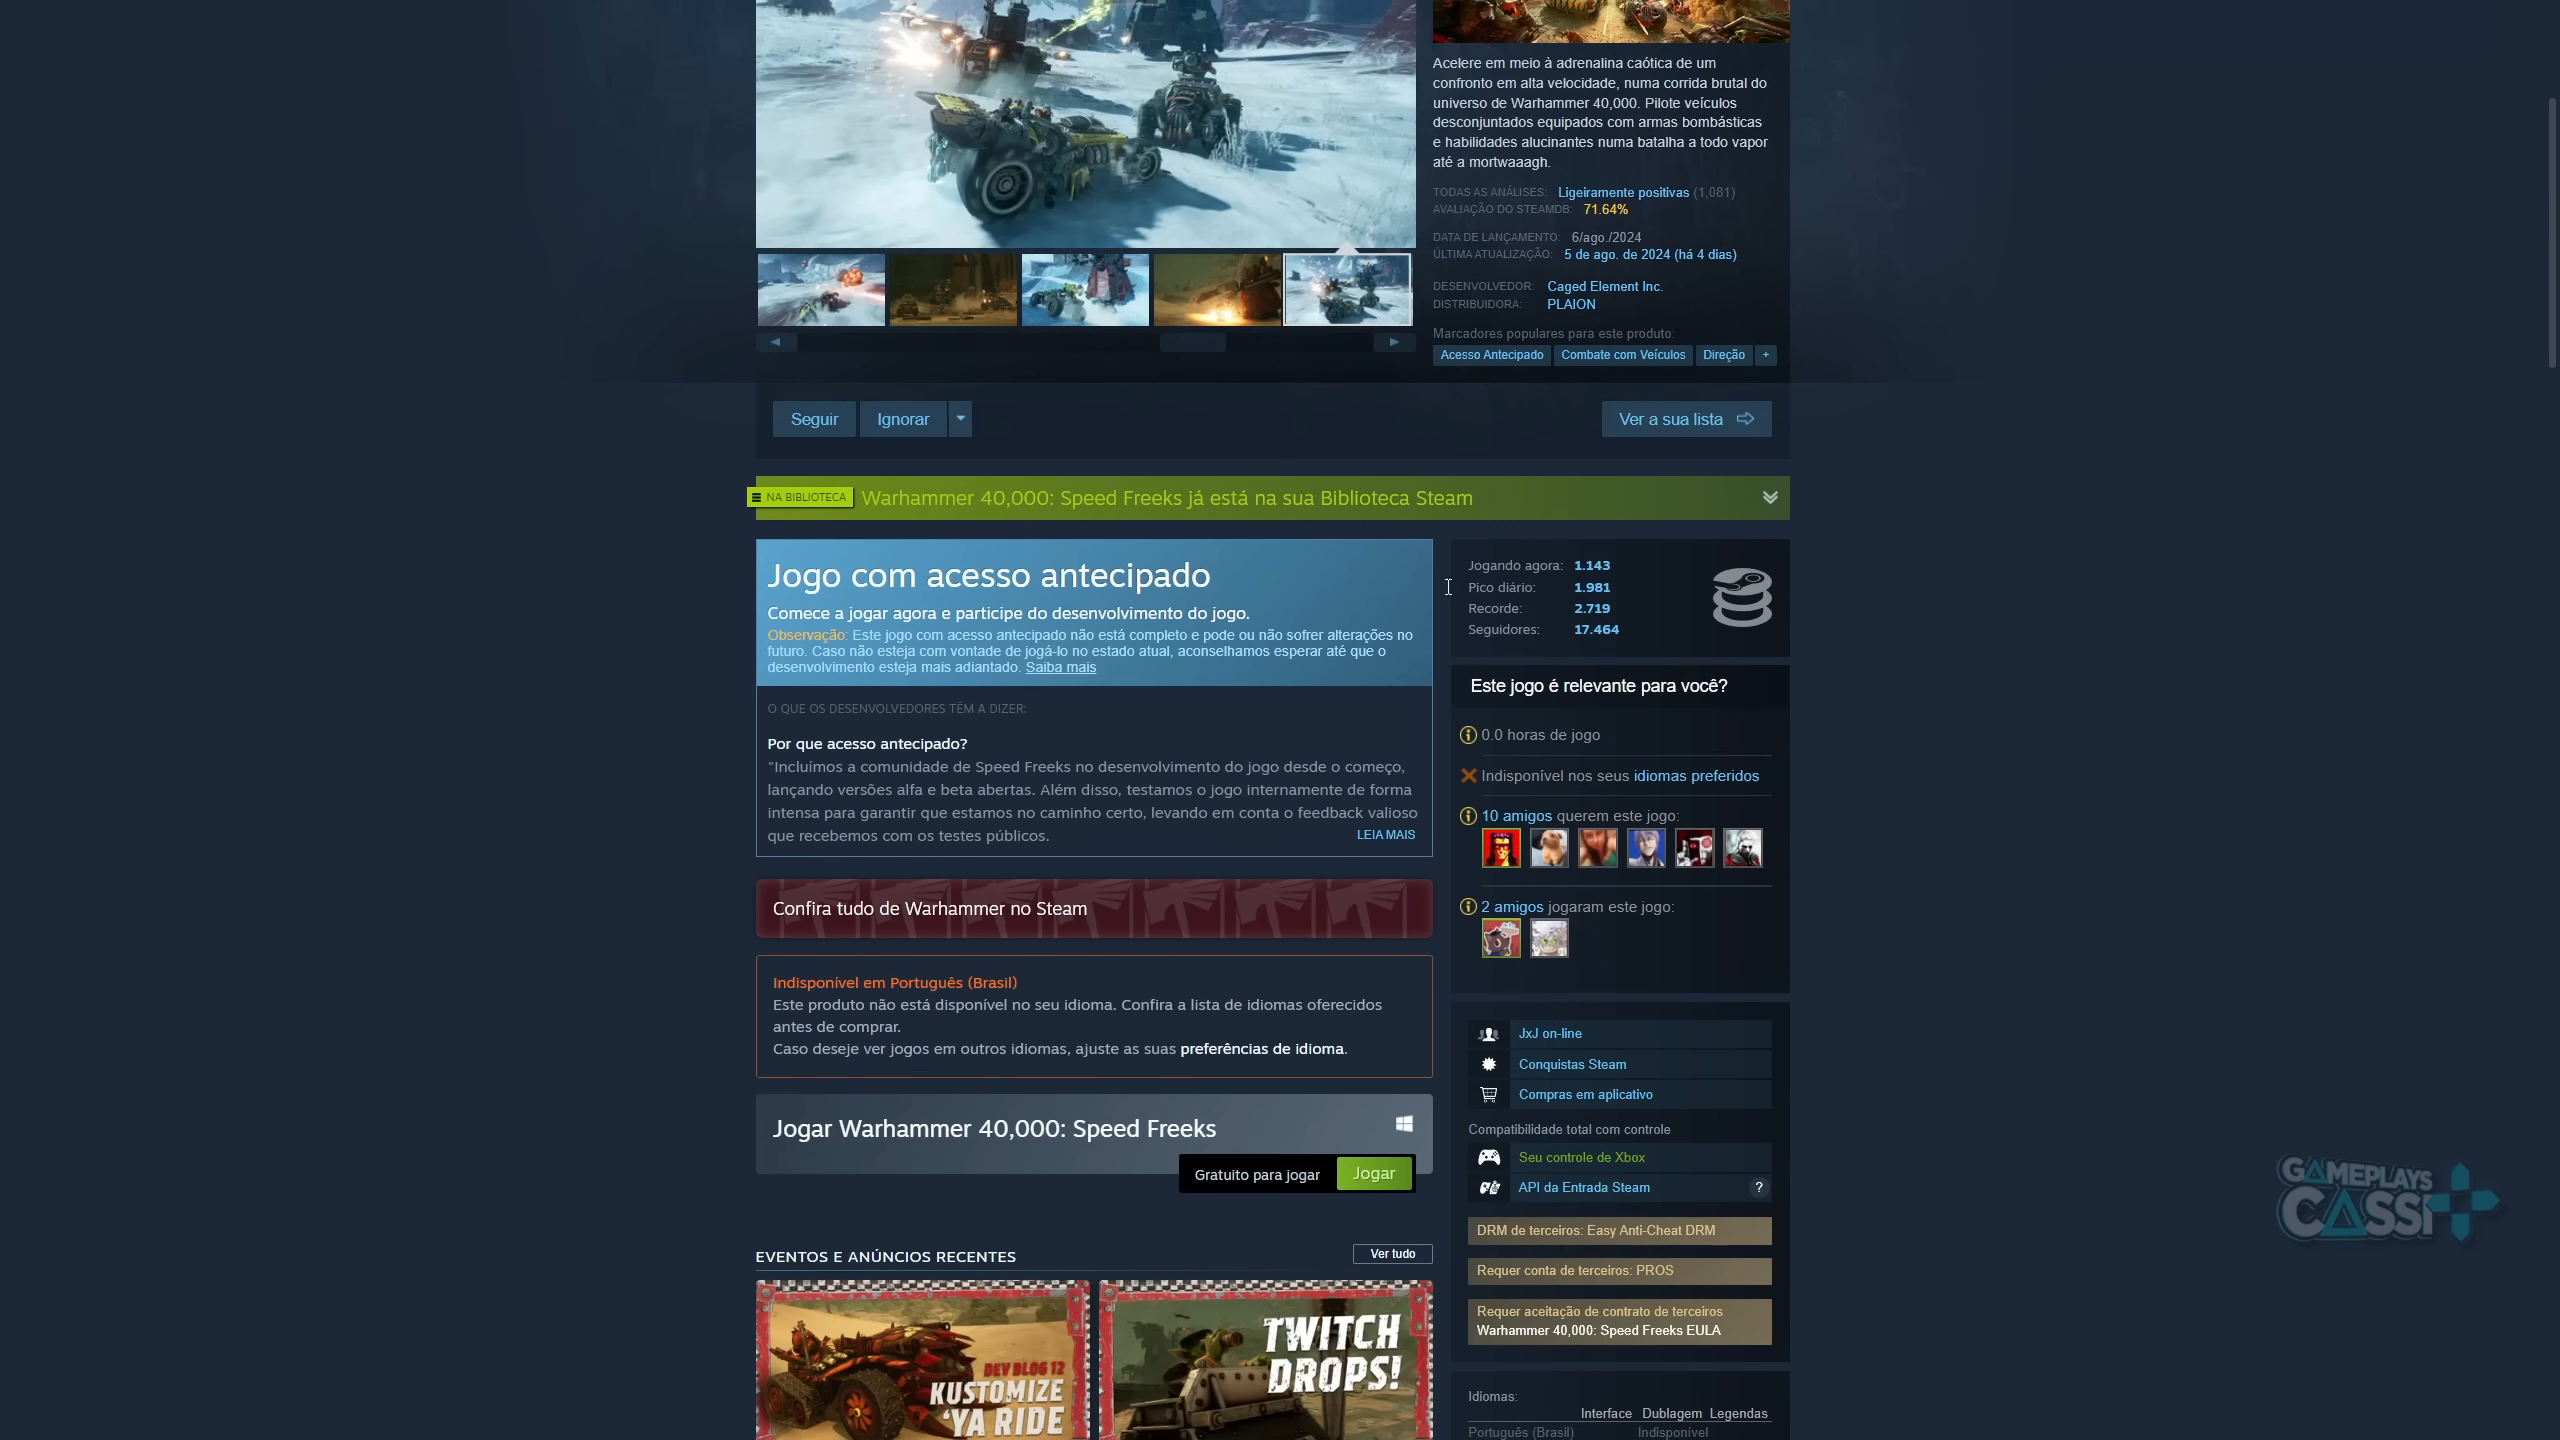 Acelere em meio à adrenalina caótica de um
confronto em alta velocidade, numa corrida brutal do
universo de Warhammer 40,000. Pilote veículos
desconjuntados equipados com armas bombásticas
e habilidades alucinantes numa batalha a todo vapor
até a mortwaaagh.
TODAS AS ANÁLISES: Ligeiramente positivas (1,081)
AVALIAÇÃO DO STEAMDB: 71.64%
DATA DE LANÇAMENTO: 6/ago./2024
ÚLTIMA ATUALIZAÇÃO: 5 de ago. de 2024 (há 4 dias)
DESENVOLVEDOR: Caged Element Inc.
DISTRIBUIDORA: PLAION
Marcadores populares para este produto:
Acesso Antecipado Combate com Veículos Direção +
Seguir Ignorar Ver a sua lista
NA BIBLIOTECA Warhammer 40,000: Speed Freeks já está na sua Biblioteca Steam
Jogo com acesso antecipado
Comece a jogar agora e participe do desenvolvimento do jogo.
Observação: Este jogo com acesso antecipado não está completo e pode ou não sofrer alterações no
futuro. Caso não esteja com vontade de jogá-lo no estado atual, aconselhamos esperar até que o
desenvolvimento esteja mais adiantado. Saiba mais
O QUE OS DESENVOLVEDORES TÊM A DIZER:
Por que acesso antecipado?
"Incluímos a comunidade de Speed Freeks no desenvolvimento do jogo desde o começo,
lançando versões alfa e beta abertas. Além disso, testamos o jogo internamente de forma
intensa para garantir que estamos no caminho certo, levando em conta o feedback valioso
que recebemos com os testes públicos. LEIA MAIS
Confira tudo de Warhammer no Steam
Indisponível em Português (Brasil)
Este produto não está disponível no seu idioma. Confira a lista de idiomas oferecidos
antes de comprar.
Caso deseje ver jogos em outros idiomas, ajuste as suas preferências de idioma.
Jogar Warhammer 40,000: Speed Freeks
Gratuito para jogar Jogar
EVENTOS E ANÚNCIOS RECENTES Ver tudo
DEV BLOG 12
KUSTOMIZE
'YA RIDE
TWITCH
DROPS!
Jogando agora: 1.143
Pico diário: 1.981
Recorde: 2.719
Seguidores: 17.464
Este jogo é relevante para você?
0.0 horas de jogo
Indisponível nos seus idiomas preferidos
10 amigos querem este jogo:
2 amigos jogaram este jogo:
JxJ on-line
Conquistas Steam
Compras em aplicativo
Compatibilidade total com controle
Seu controle de Xbox
API da Entrada Steam ?
DRM de terceiros: Easy Anti-Cheat DRM
Requer conta de terceiros: PROS
Requer aceitação de contrato de terceiros
Warhammer 40,000: Speed Freeks EULA
Idiomas:
Interface Dublagem Legendas
Português (Brasil) Indisponível
GAMEPLAYS
CASSI